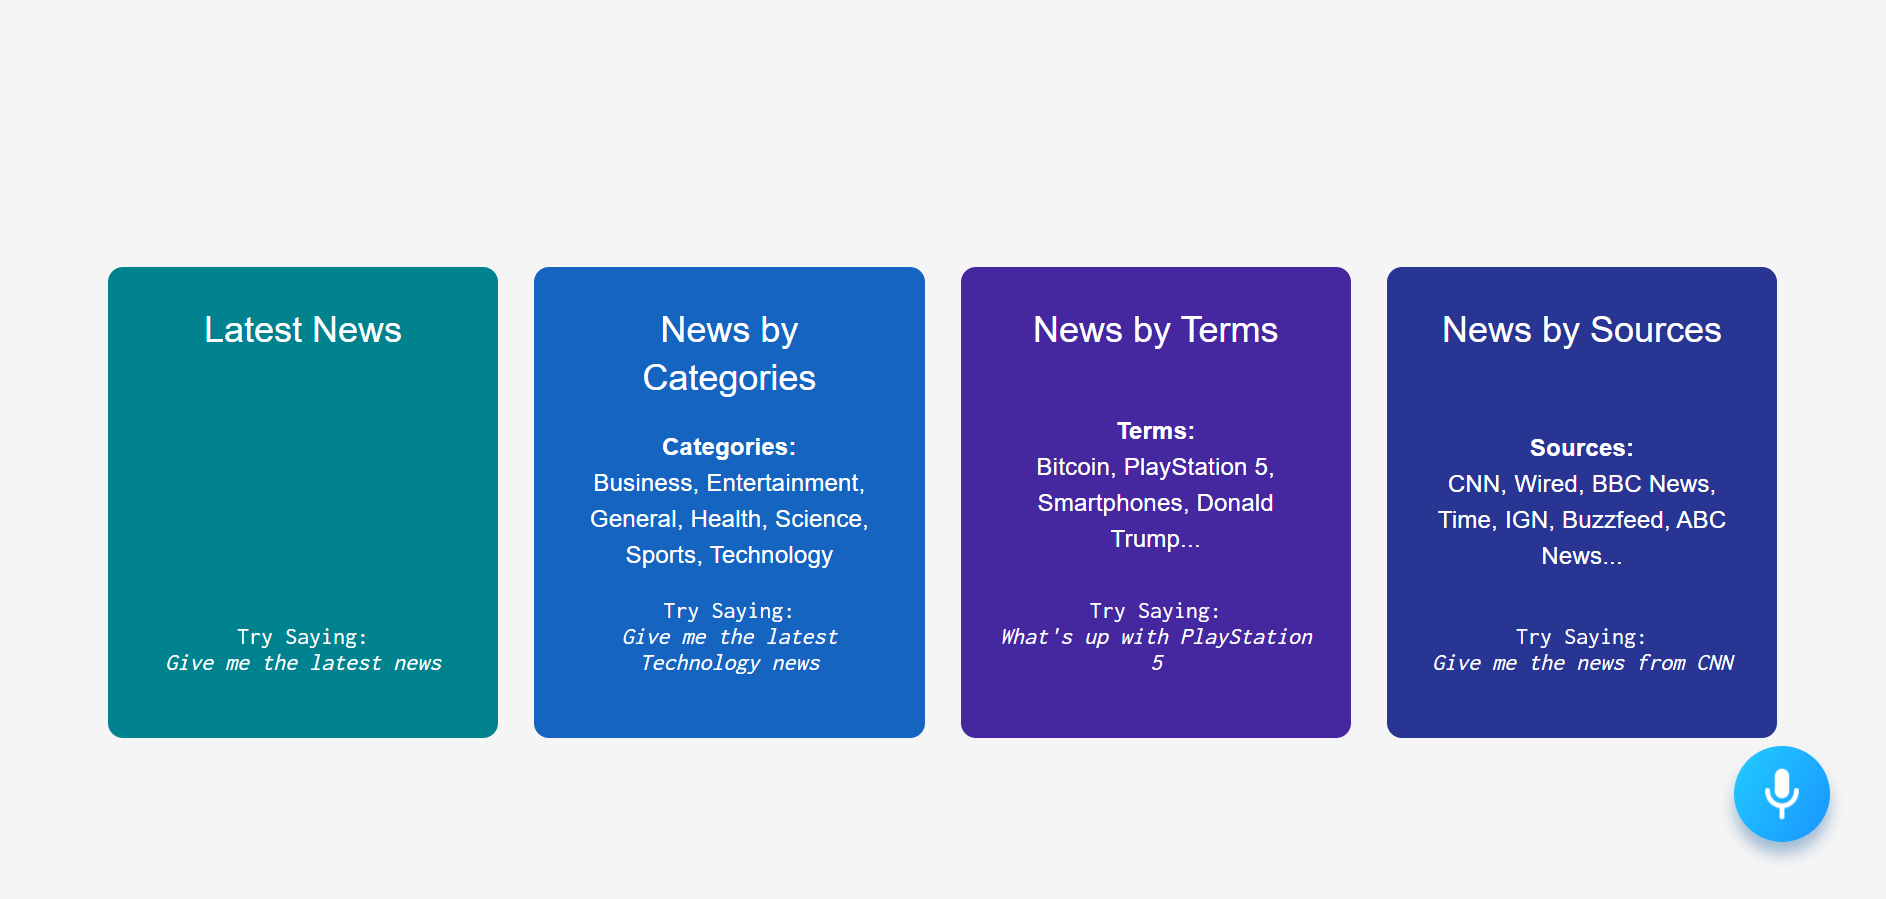 Latest News
Try Saying:
Give me the latest news
News by
Categories
Categories:
Business, Entertainment,
General, Health, Science,
Sports, Technology
Try Saying:
Give me the latest
Technology news
News by Terms
Terms:
Bitcoin, PlayStation 5,
Smartphones, Donald
Trump...
Try Saying:
What's up with PlayStation
5
News by Sources
Sources:
CNN, Wired, BBC News,
Time, IGN, Buzzfeed, ABC
News...
Try Saying:
Give me the news from CNN